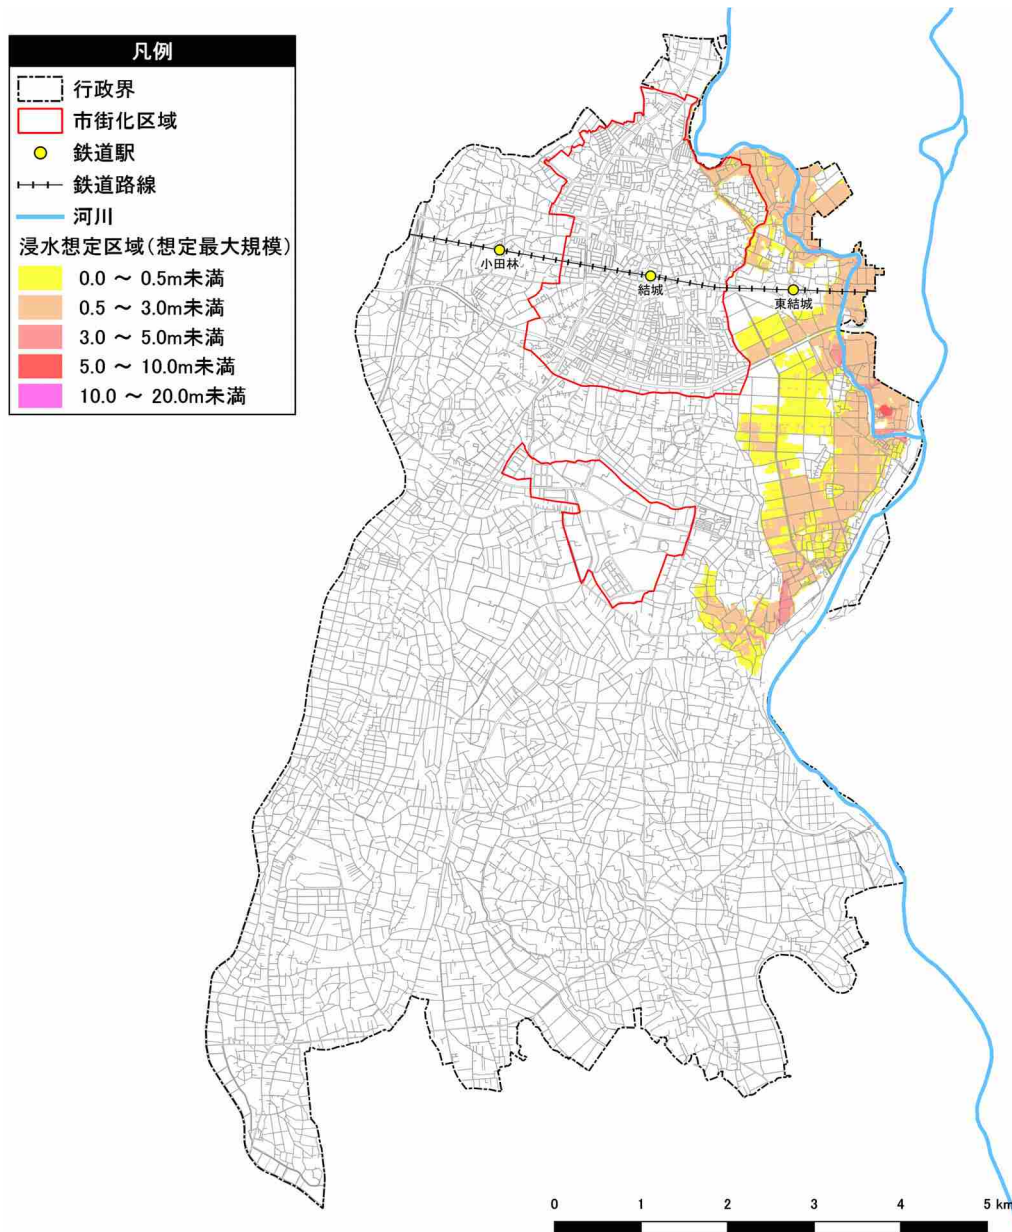 凡例
行政界
市街化区域
鉄道駅
鉄道路線
河川
浸水想定区域(想定最大規模)
0.0 ～ 0.5m未満
0.5 ～ 3.0m未満
3.0 ～ 5.0m未満
5.0 ～ 10.0m未満
10.0 ～ 20.0m未満
小田林
結城
東結城
0 1 2 3 4 5 km